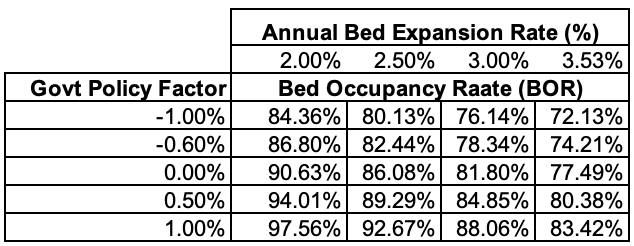 Annual Bed Expansion Rate (%)
2.00% 2.50% 3.00% 3.53%
Govt Policy Factor Bed Occupancy Raate (BOR)
-1.00% 84.36% 80.13% 76.14% 72.13%
-0.60% 86.80% 82.44% 78.34% 74.21%
0.00% 90.63% 86.08% 81.80% 77.49%
0.50% 94.01% 89.29% 84.85% 80.38%
1.00% 97.56% 92.67% 88.06% 83.42%